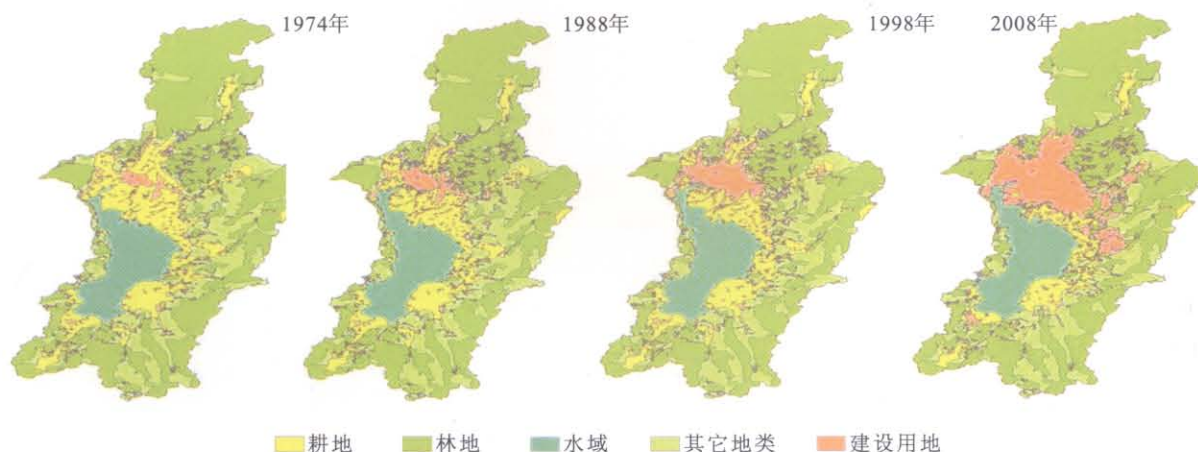 1974年
1988年
1998年
2008年
耕地
林地
水域
其它地类
建设用地